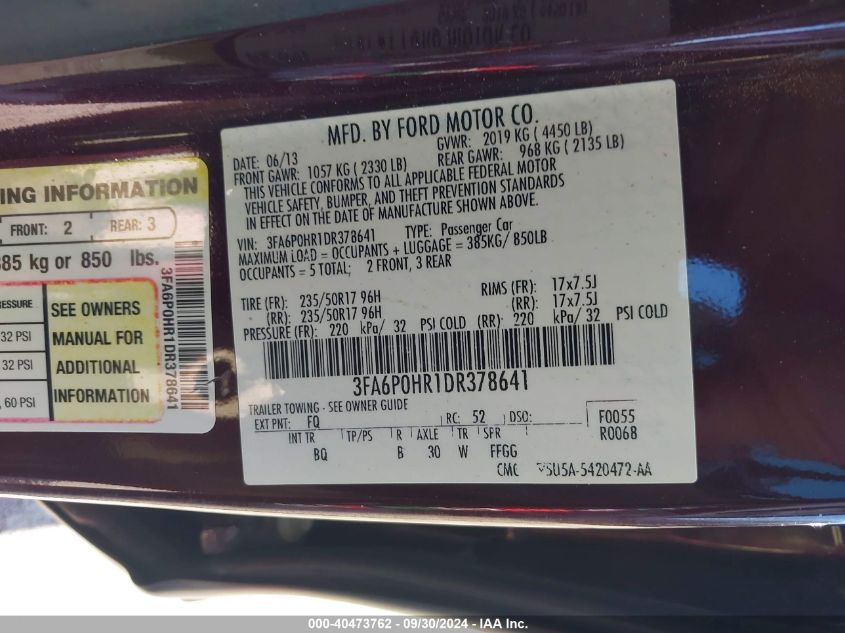 MFD. BY FORD MOTOR CO.
DATE: 06/13 GVWR: 2019 KG ( 4450 LB)
FRONT GAWR: 1057 KG ( 2330 LB) REAR GAWR: 968 KG ( 2135 LB)
THIS VEHICLE CONFORMS TO ALL APPLICABLE FEDERAL MOTOR
VEHICLE SAFETY, BUMPER, AND THEFT PREVENTION STANDARDS
IN EFFECT ON THE DATE OF MANUFACTURE SHOWN ABOVE.
VIN: 3FA6P0HR1DR378641 TYPE: Passenger Car
MAXIMUM LOAD = OCCUPANTS + LUGGAGE = 385KG/ 850LB
OCCUPANTS = 5 TOTAL; 2 FRONT, 3 REAR
TIRE (FR): 235/50R17 96H RIMS (FR): 17x7.5J
(RR): 235/50R17 96H (RR): 17x7.5J
PRESSURE (FR): 220 kPa/ 32 PSI COLD (RR): 220 kPa/ 32 PSI COLD
3FA6P0HR1DR378641
TRAILER TOWING - SEE OWNER GUIDE
EXT PNT: FQ RC: 52 DSO: F0055
R0068
INT TR TP/PS R AXLE TR SPR
BQ B 30 W FFGG
CMC 5U5A-5420472-AA
ING INFORMATION
FRONT: 2 REAR: 3
385 kg or 850 lbs.
3FA6P0HR1DR378641
RESSURE
32 PSI
32 PSI
, 60 PSI
SEE OWNERS
MANUAL FOR
ADDITIONAL
INFORMATION
000-40473762 - 09/30/2024 - IAA Inc.